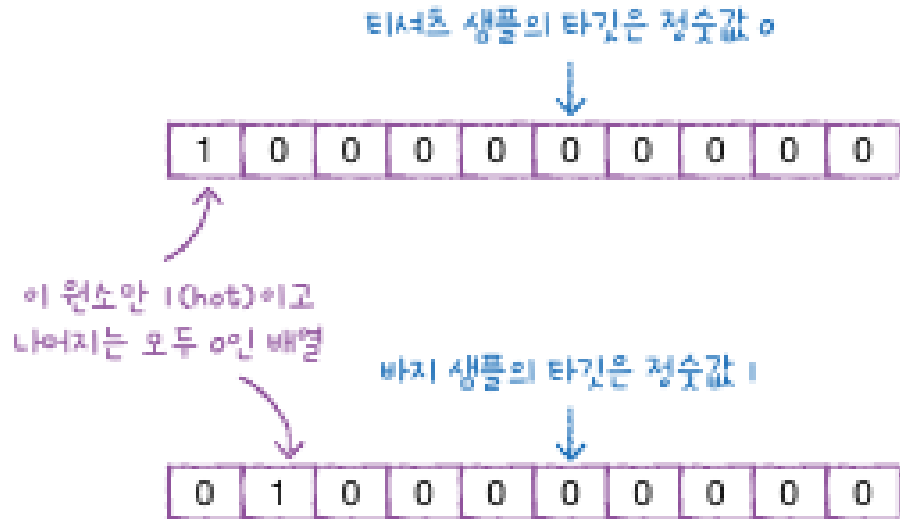 티셔츠 샘플의 타깃은 정숫값 0
1 0 0 0 0 0 0 0 0 0
이 원소만 1(hot)이고
나머지는 모두 0인 배열
바지 샘플의 타깃은 정숫값 1
0 1 0 0 0 0 0 0 0 0